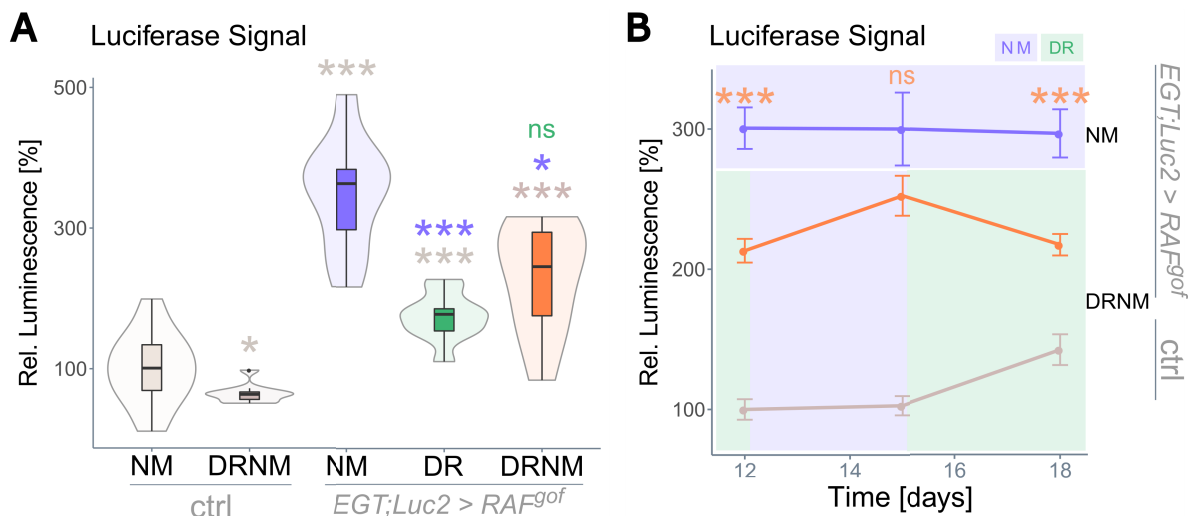 A
Luciferase Signal
Rel. Luminescence [%]
500
300
100
***
*
***
***
***
ns
*
***
NM
DRNM
NM
DR
DRNM
ctrl
EGT;Luc2 > RAFgof
B
Luciferase Signal
NM
DR
Rel. Luminescence [%]
300
200
100
***
ns
***
NM
DRNM
EGT;Luc2 > RAFgof
ctrl
12
14
16
18
Time [days]